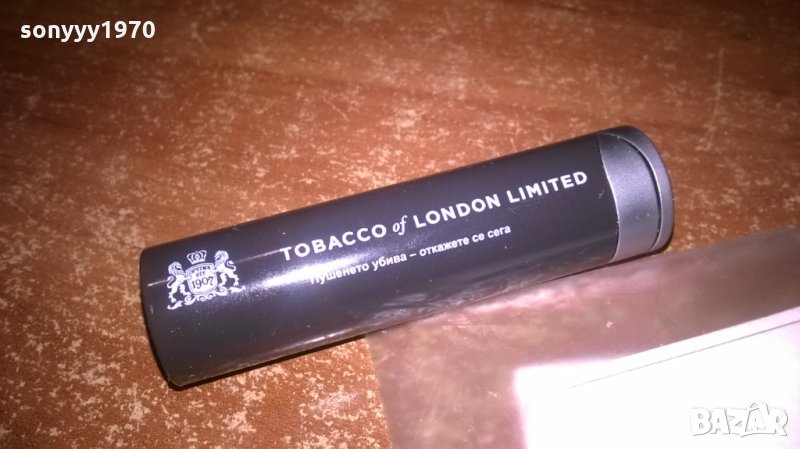 sonyyy1970
TOBACCO of LONDON LIMITED
Пушенето убива – откажете се сега
1907
BAZAR